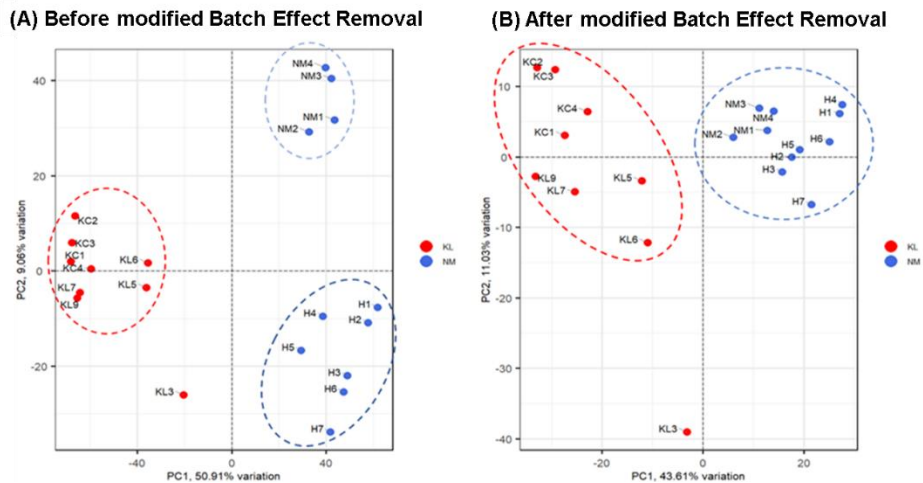 (A) Before modified Batch Effect Removal
40
20
0
-20
PC2, 9.06% variation
NM4
NM3
NM1
NM2
KC2
KC3
KC1
KC4
KL6
KL7
KL5
KL9
KL3
H1
H4
H2
H5
H3
H6
H7
-40
0
40
PC1, 50.91% variation
KL
NM
(B) After modified Batch Effect Removal
10
0
-10
-20
-30
-40
PC2, 11.03% variation
KC2
KC3
KC4
KC1
KL9
KL7
KL5
KL6
KL3
NM3
NM4
NM2
NM1
H4
H1
H6
H5
H2
H3
H7
-20
0
20
PC1, 43.61% variation
KL
NM